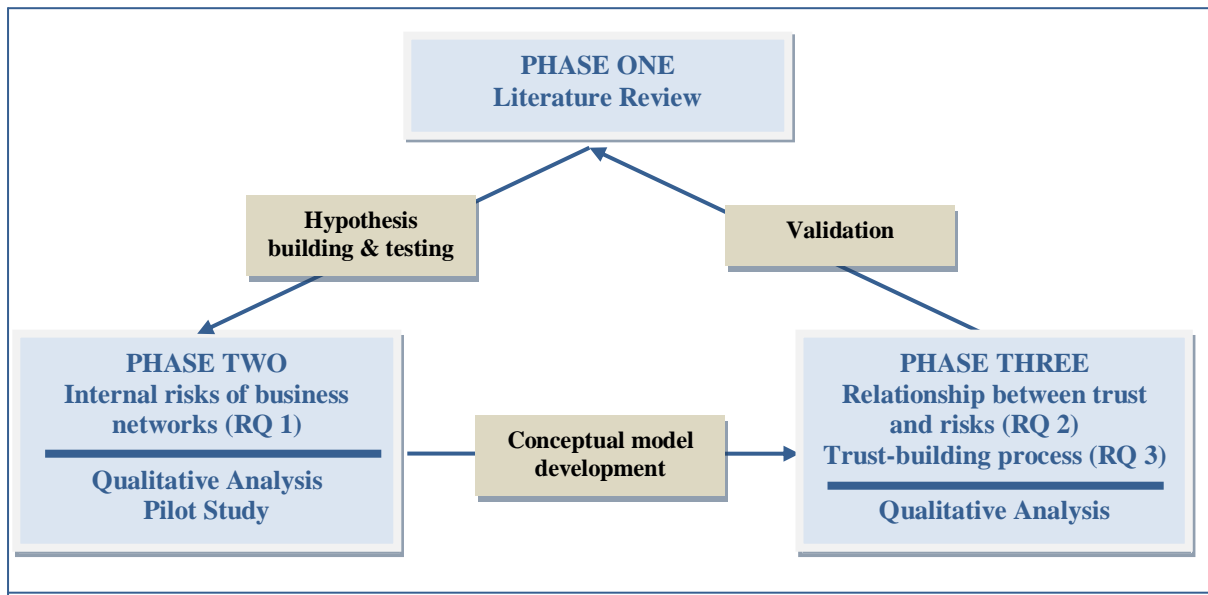 PHASE ONE
Literature Review
Hypothesis
building & testing
Validation
PHASE TWO
Internal risks of business
networks (RQ 1)
Qualitative Analysis
Pilot Study
Conceptual model
development
PHASE THREE
Relationship between trust
and risks (RQ 2)
Trust-building process (RQ 3)
Qualitative Analysis